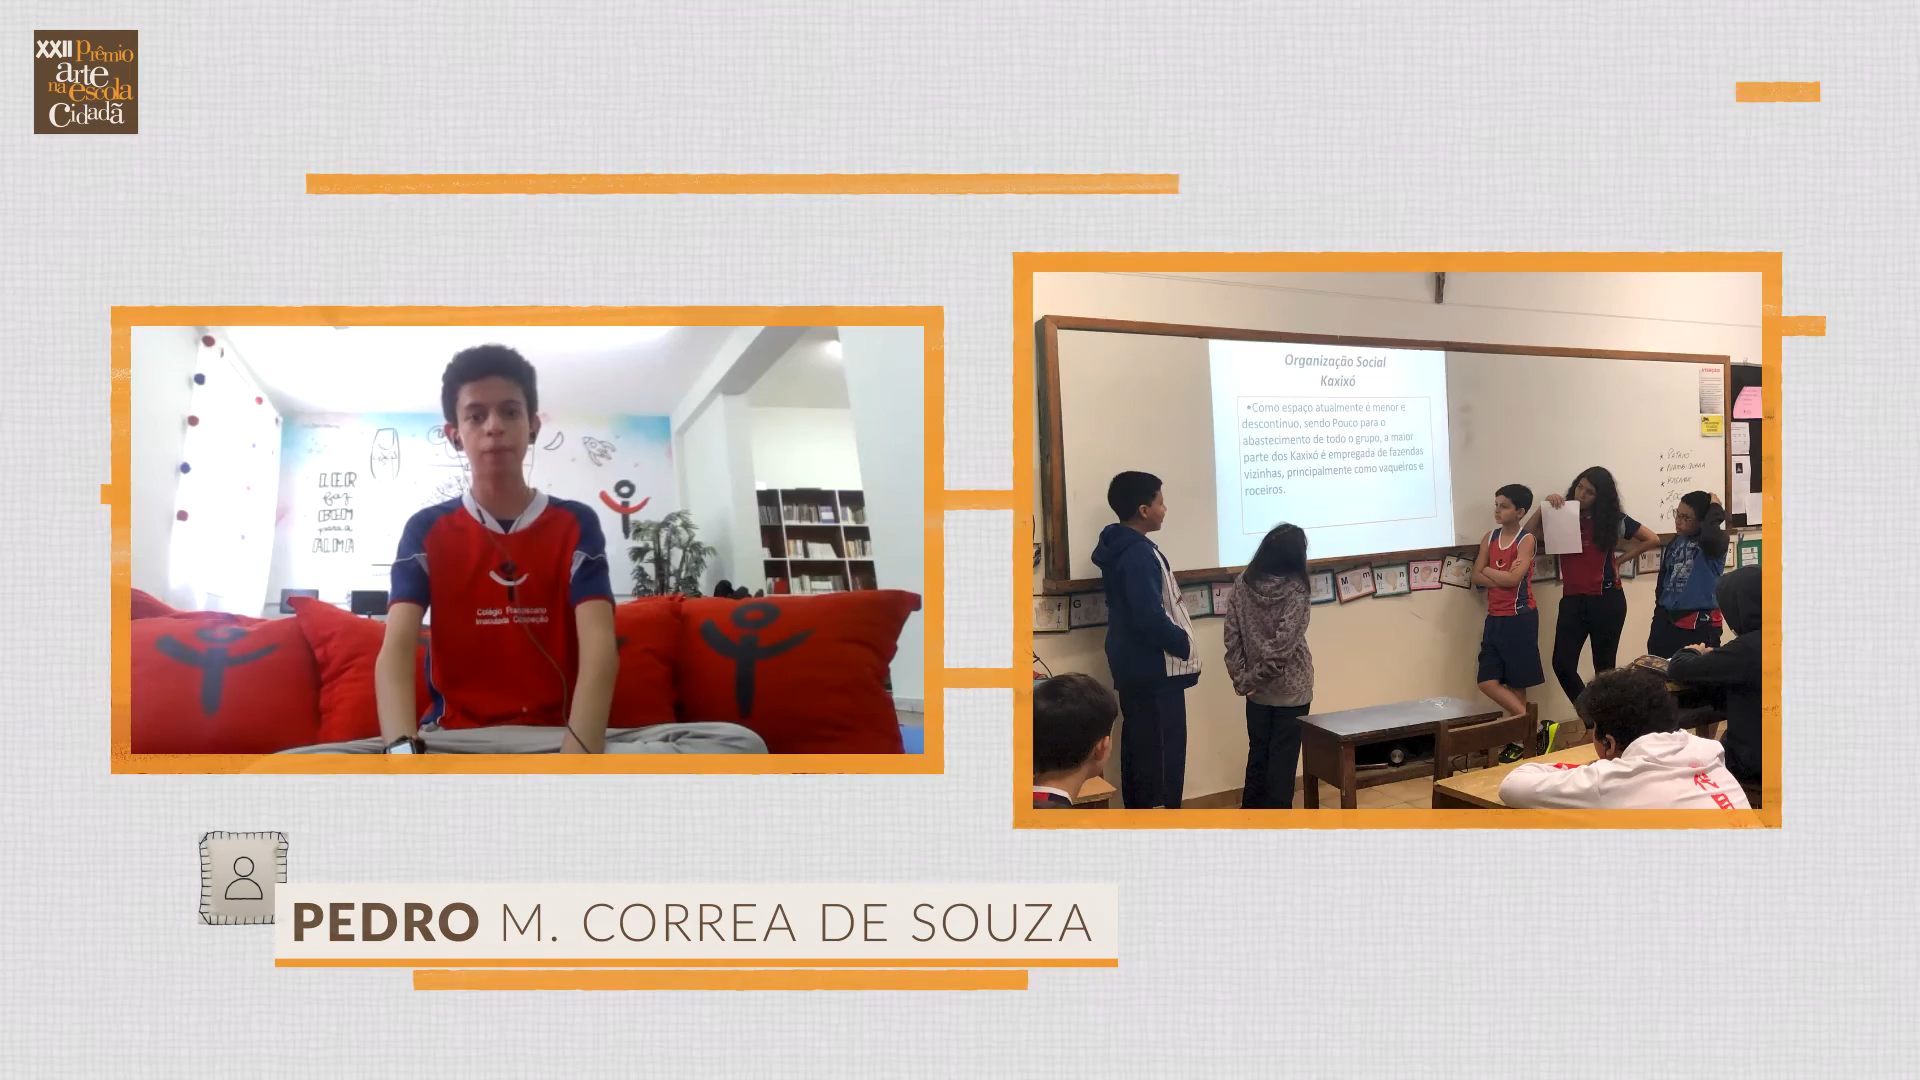 XXII Prêmio
arte
na escola
Cidadã
LER
faz
BEM
para a
ALMA
Colégio Franciscano
Imaculada Conceição
Organização Social
Kaxixó
•Como espaço atualmente é menor e
descontinuo, sendo Pouco para o
abastecimento de todo o grupo, a maior
parte dos Kaxixó é empregada de fazendas
vizinhas, principalmente como vaqueiros e
roceiros.
ATENÇÃO
f G I J M m N n O o P p
PEDRO M. CORREA DE SOUZA